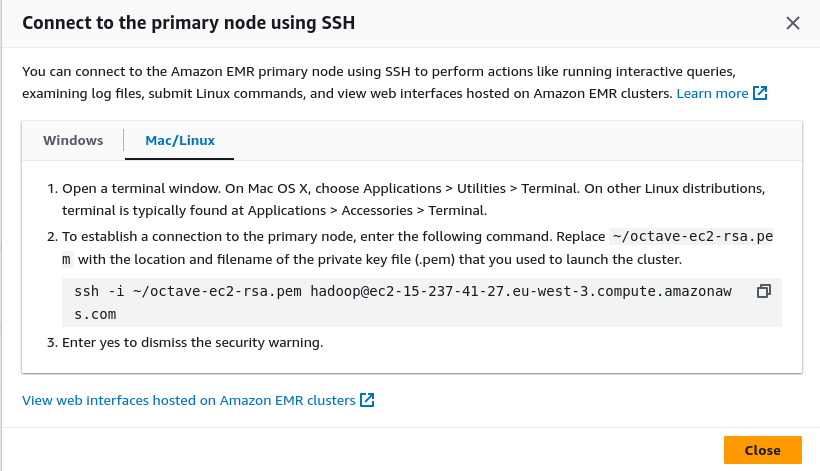 Connect to the primary node using SSH
You can connect to the Amazon EMR primary node using SSH to perform actions like running interactive queries,
examining log files, submit Linux commands, and view web interfaces hosted on Amazon EMR clusters. Learn more
Windows
Mac/Linux
1. Open a terminal window. On Mac OS X, choose Applications > Utilities > Terminal. On other Linux distributions,
terminal is typically found at Applications > Accessories > Terminal.
2. To establish a connection to the primary node, enter the following command. Replace ~/octave-ec2-rsa.pe
m with the location and filename of the private key file (.pem) that you used to launch the cluster.
ssh -i ~/octave-ec2-rsa.pem hadoop@ec2-15-237-41-27.eu-west-3.compute.amazonaw
s.com
3. Enter yes to dismiss the security warning.
View web interfaces hosted on Amazon EMR clusters
Close